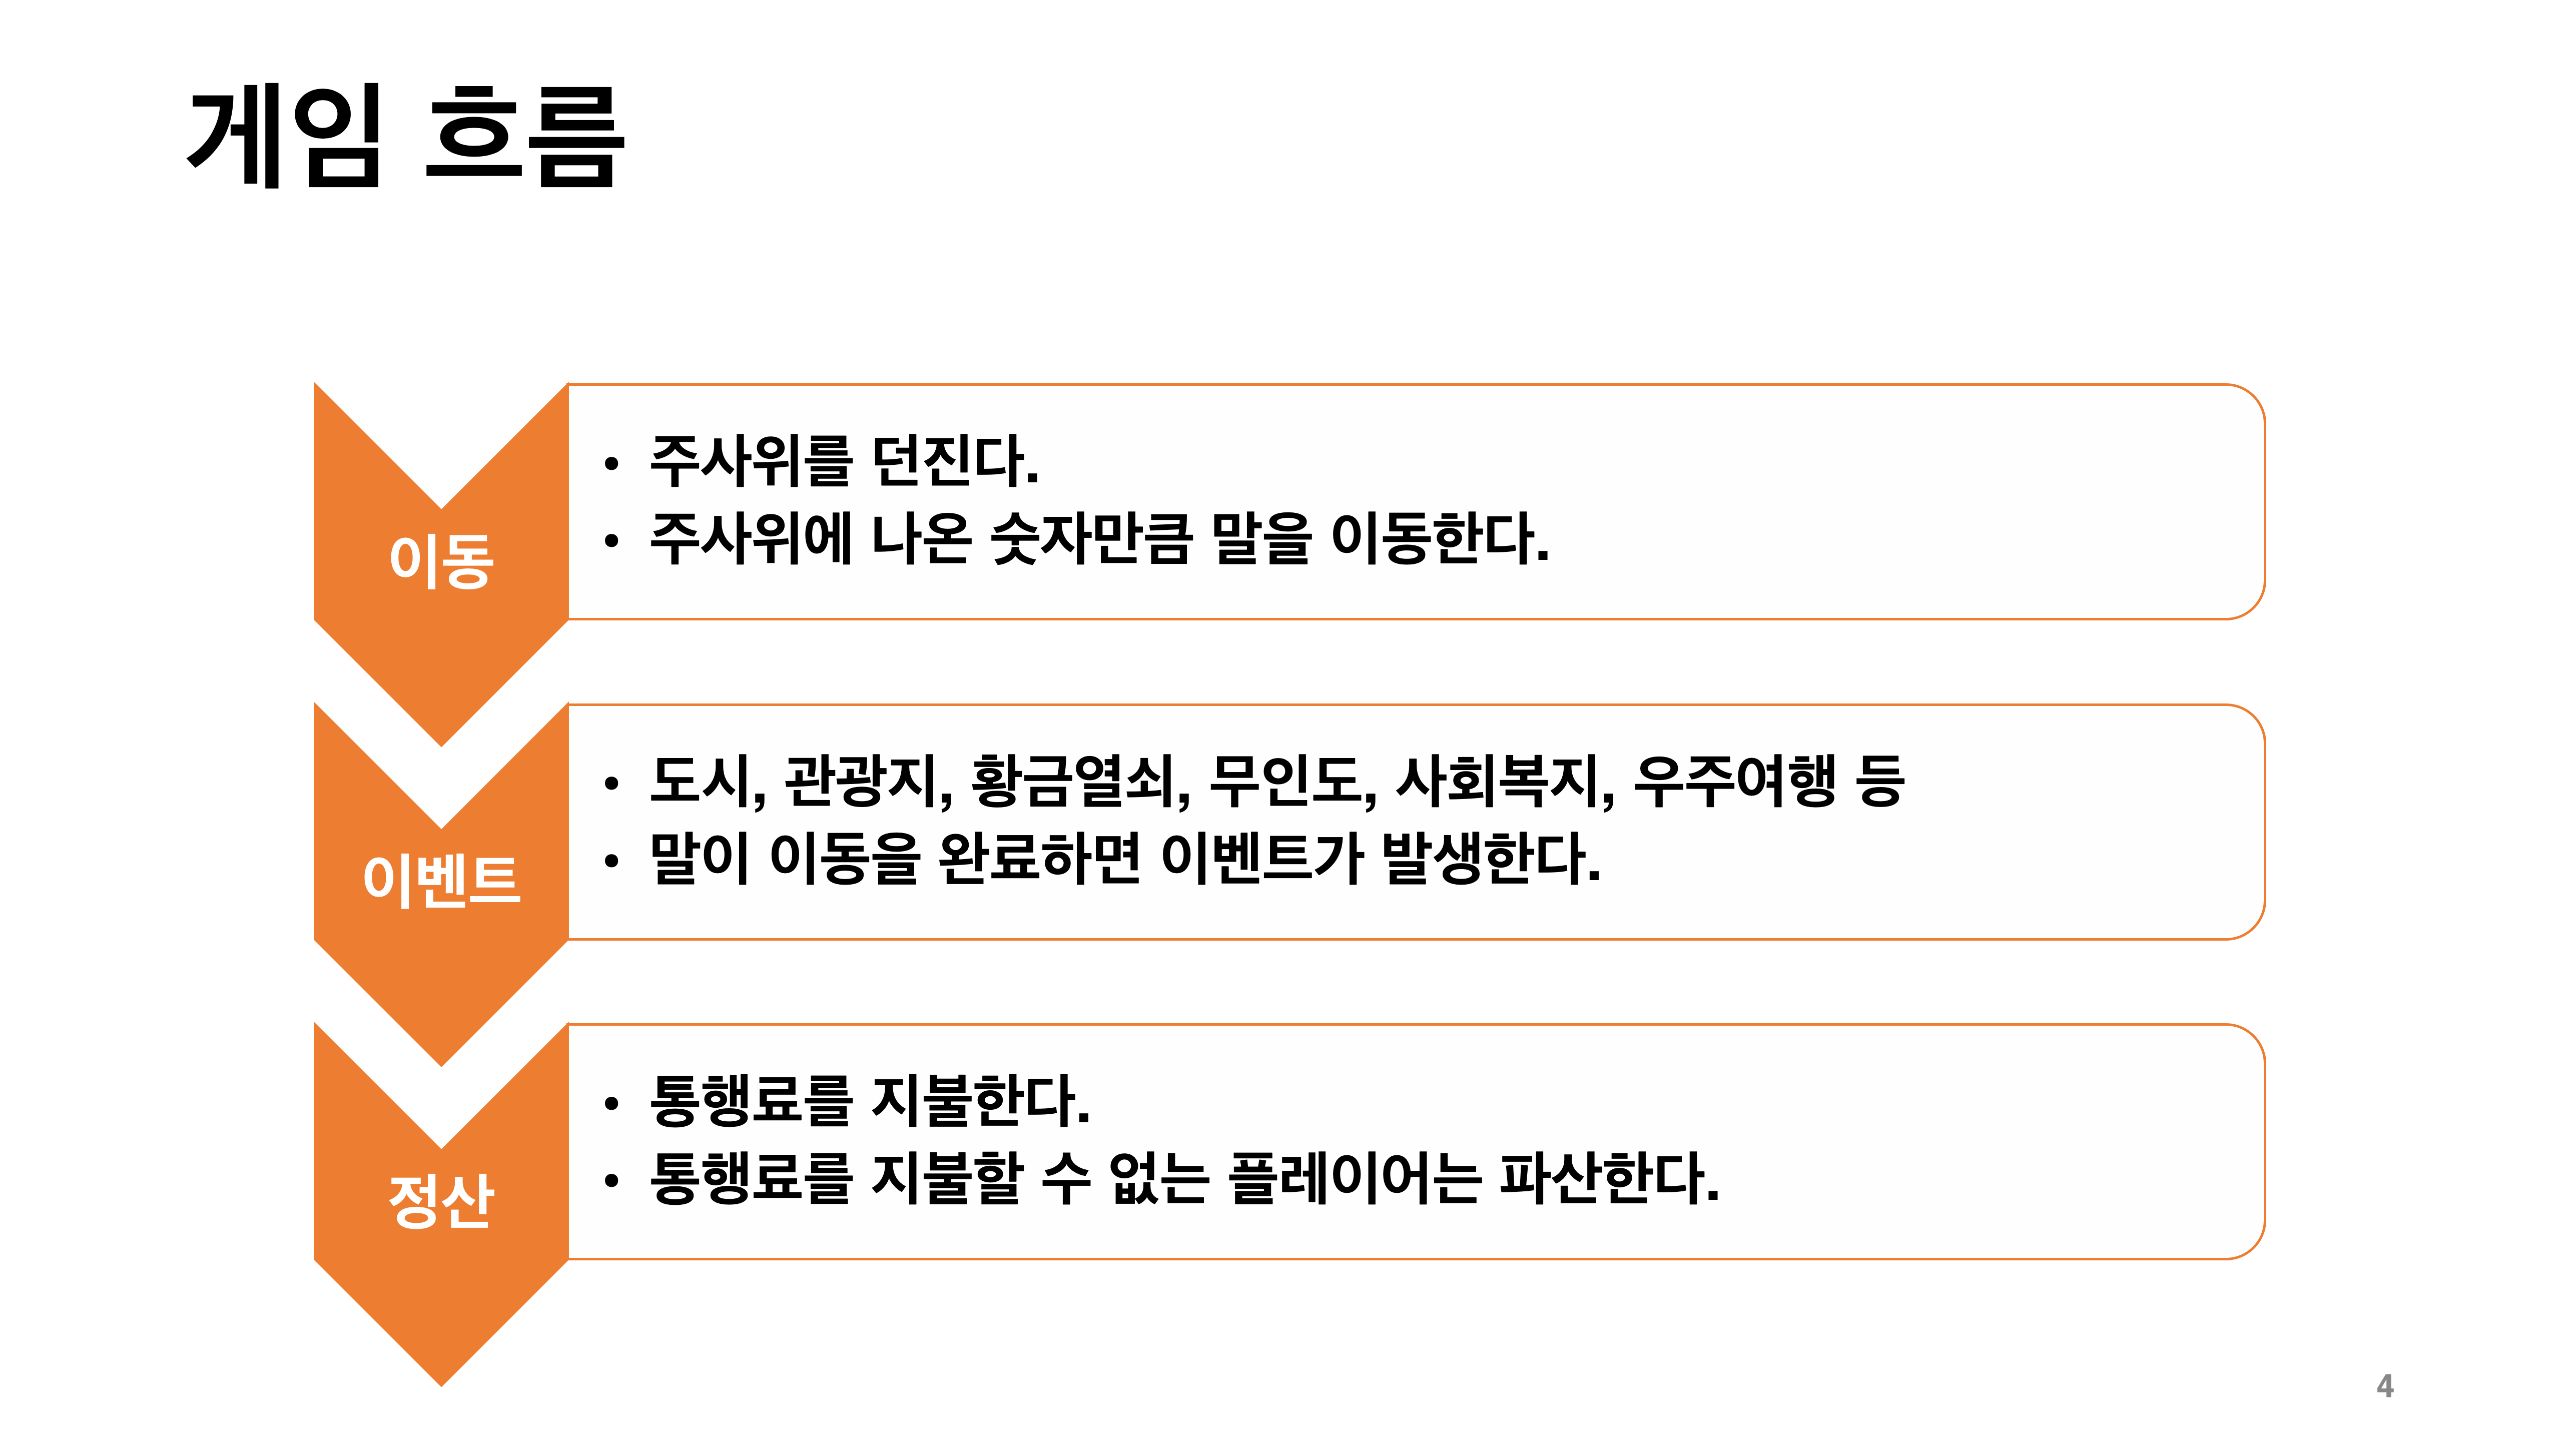 게임 흐름
이동
• 주사위를 던진다.
• 주사위에 나온 숫자만큼 말을 이동한다.
이벤트
• 도시, 관광지, 황금열쇠, 무인도, 사회복지, 우주여행 등
• 말이 이동을 완료하면 이벤트가 발생한다.
정산
• 통행료를 지불한다.
• 통행료를 지불할 수 없는 플레이어는 파산한다.
4